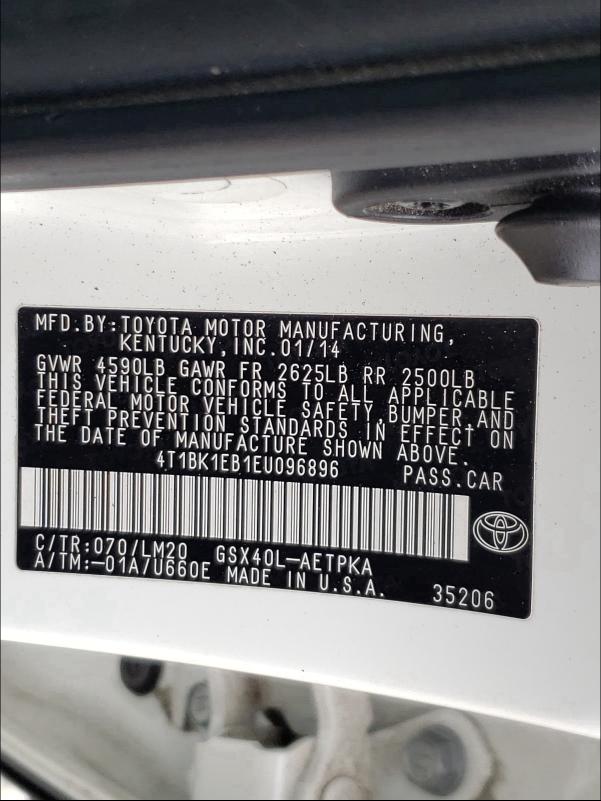 MFD.BY:TOYOTA MOTOR MANUFACTURING,
KENTUCKY,INC.01/14
GVWR 4590LB GAWR FR 2625LB RR 2500LB
THIS VEHICLE CONFORMS TO ALL APPLICABLE
FEDERAL MOTOR VEHICLE SAFETY,BUMPER,AND
THEFT PREVENTION STANDARDS IN EFFECT ON
THE DATE OF MANUFACTURE SHOWN ABOVE.
4T1BK1EB1EU096896 PASS.CAR
C/TR:070/LM20 GSX40L-AETPKA
A/TM:-01A/U660E MADE IN U.S.A. 35206